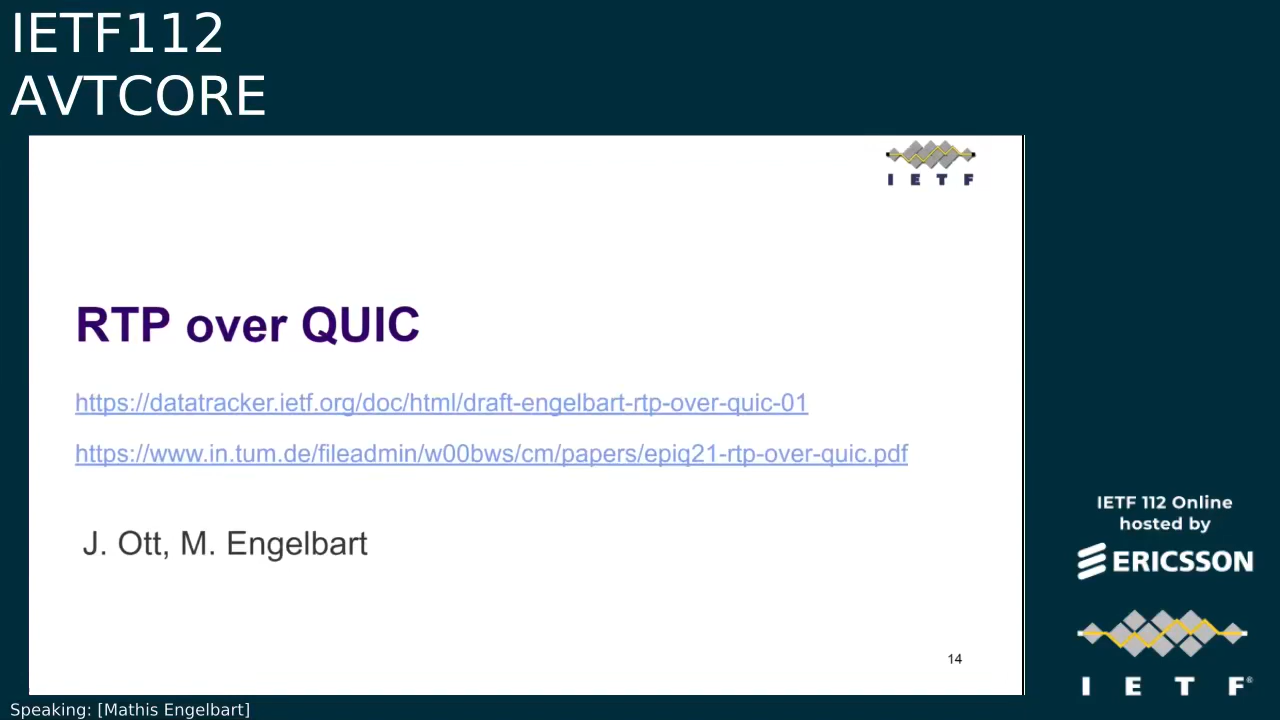 IETF112
AVTCORE
I E T F
RTP over QUIC
https://datatracker.ietf.org/doc/html/draft-engelbart-rtp-over-quic-01
https://www.in.tum.de/fileadmin/w00bws/cm/papers/epiq21-rtp-over-quic.pdf
J. Ott, M. Engelbart
14
IETF 112 Online
hosted by
ERICSSON
I E T F®
Speaking: [Mathis Engelbart]